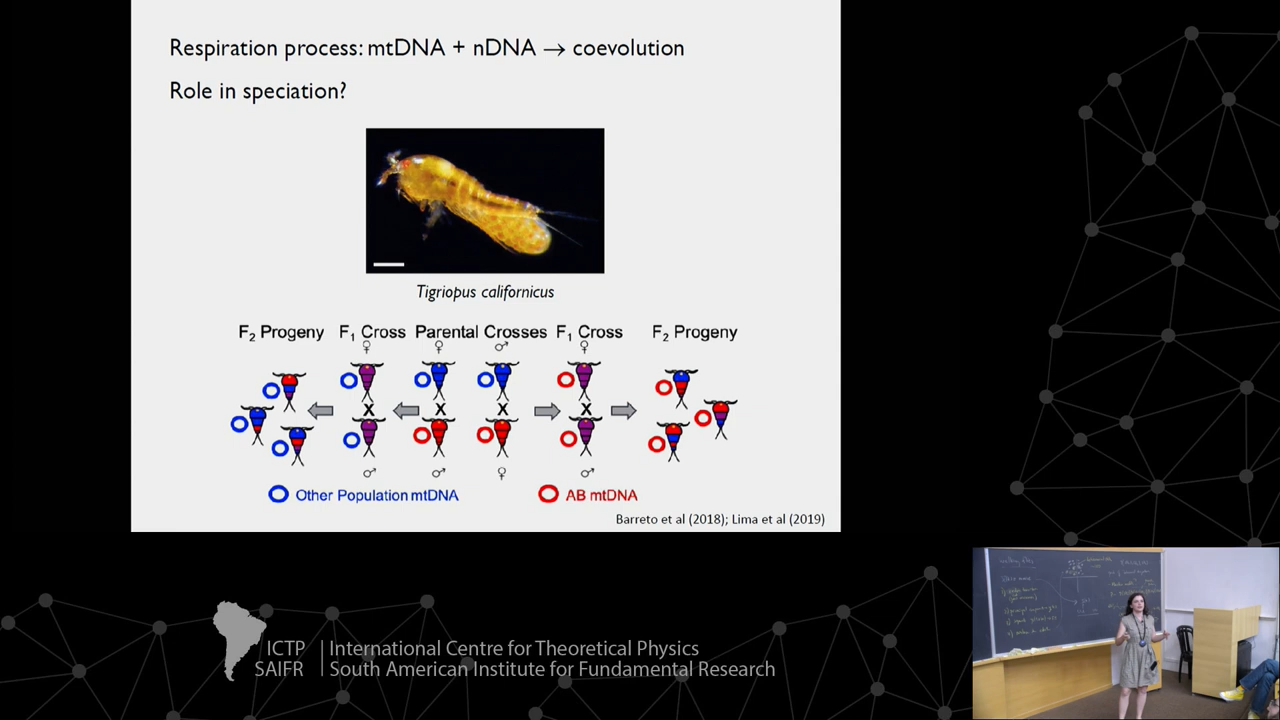 Respiration process: mtDNA + nDNA → coevolution
Role in speciation?
Tigriopus californicus
F2 Progeny F1 Cross Parental Crosses F1 Cross F2 Progeny
♀ ♀ ♂ ♀
X X X X
♂ ♂ ♀ ♂
Other Population mtDNA AB mtDNA
Barreto et al (2018); Lima et al (2019)
ICTP International Centre for Theoretical Physics
SAIFR South American Institute for Fundamental Research